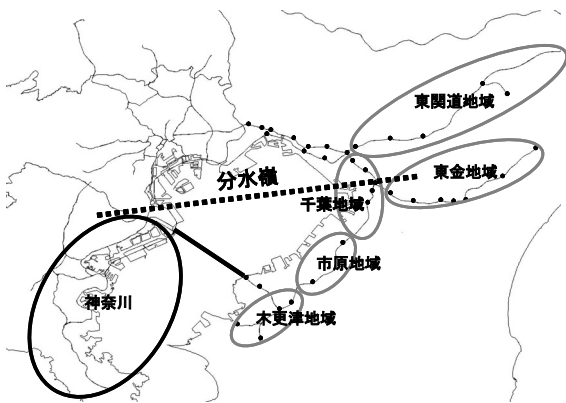 東関道地域
東金地域
分水嶺
千葉地域
市原地域
神奈川
木更津地域